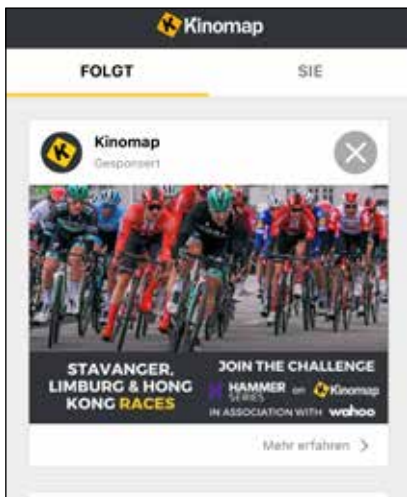 Kinomap
FOLGT SIE
Kinomap
Gesponsert
STAVANGER,
LIMBURG & HONG
KONG RACES
JOIN THE CHALLENGE
HAMMER SERIES on Kinomap
IN ASSOCIATION WITH wahoo
Mehr erfahren >